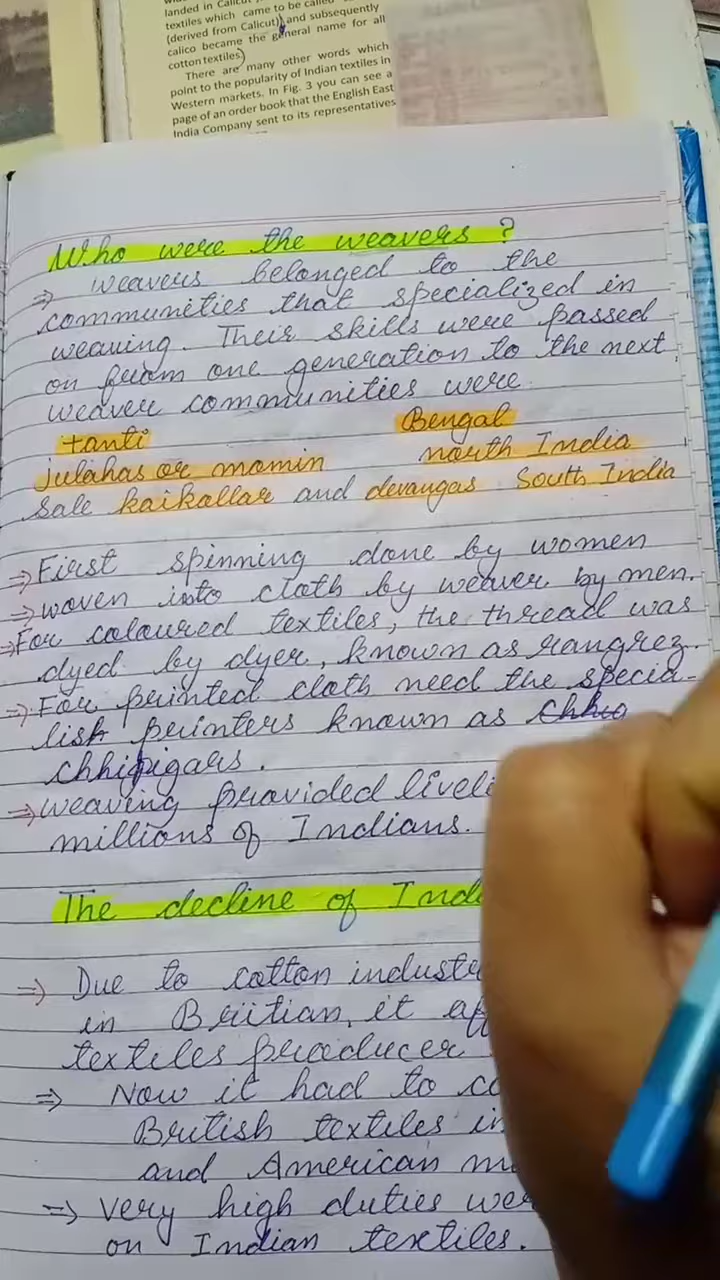 landed in Calicut
textiles which came to be called
(derived from Calicut), and subsequently
calico became the general name for all
cotton textiles.
There are many other words which
point to the popularity of Indian textiles in
Western markets. In Fig. 3 you can see a
page of an order book that the English East
India Company sent to its representatives
Who were the weavers ?
⇒ weavers belonged to the
communities that specialized in
weaving. Their skills were passed
on from one generation to the next.
weaver communities were
tanti Bengal
julahas or momin north India
sale kaikallar and devangas South India
⇒ First spinning done by women
⇒ woven into cloth by weaver by men.
⇒ For coloured textiles, the thread was
dyed by dyer, known as rangrez.
⇒ For printed cloth need the specia-
list printers known as
chhipigars.
⇒ weaving provided liveli
millions of Indians.
The decline of Indi
⇒ Due to cotton industr
in Britian, it af
textiles producer
⇒ Now it had to co
British textiles in
and American m
⇒ Very high duties wer
on Indian textiles.